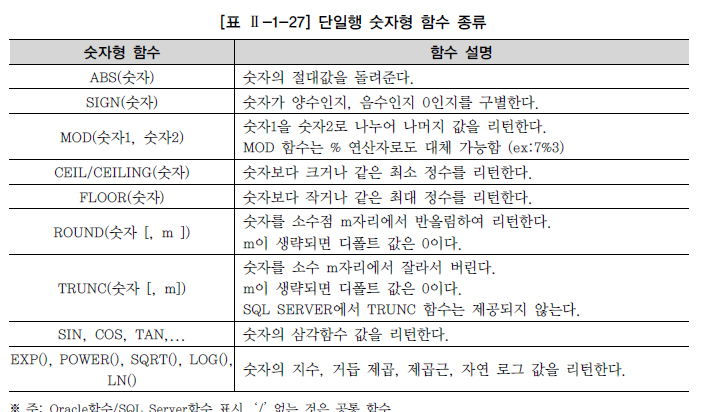 [표 Ⅱ-1-27] 단일행 숫자형 함수 종류
숫자형 함수 함수 설명
ABS(숫자) 숫자의 절대값을 돌려준다.
SIGN(숫자) 숫자가 양수인지, 음수인지 0인지를 구별한다.
MOD(숫자1, 숫자2) 숫자1을 숫자2로 나누어 나머지 값을 리턴한다.
MOD 함수는 % 연산자로도 대체 가능함 (ex:7%3)
CEIL/CEILING(숫자) 숫자보다 크거나 같은 최소 정수를 리턴한다.
FLOOR(숫자) 숫자보다 작거나 같은 최대 정수를 리턴한다.
ROUND(숫자 [, m ]) 숫자를 소수점 m자리에서 반올림하여 리턴한다.
m이 생략되면 디폴트 값은 0이다.
TRUNC(숫자 [, m]) 숫자를 소수 m자리에서 잘라서 버린다.
m이 생략되면 디폴트 값은 0이다.
SQL SERVER에서 TRUNC 함수는 제공되지 않는다.
SIN, COS, TAN,... 숫자의 삼각함수 값을 리턴한다.
EXP(), POWER(), SQRT(), LOG(), LN() 숫자의 지수, 거듭 제곱, 제곱근, 자연 로그 값을 리턴한다.
※ 주: Oracle함수/SQL Server함수 표시, '/' 없는 것은 공통 함수